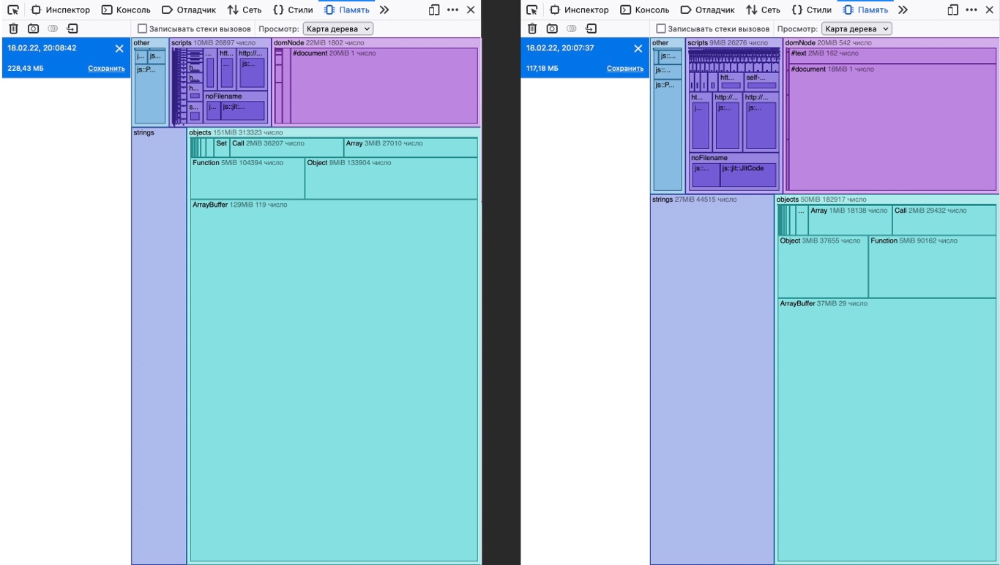 Инспектор Консоль Отладчик Сеть Стили Память
Записывать стеки вызовов Просмотр: Карта дерева
18.02.22, 20:08:42
228,43 МБ Сохранить
other
j... js...
js::P...
scripts 10MiB 26897 число
... htt... http://...
... js:...
h...
h...
h...
s...
noFilename
j... js::jit:...
domNode 22MiB 1802 число
#document 20MiB 1 число
strings
objects 151MiB 313323 число
Set Call 2MiB 36207 число Array 3MiB 27010 число
Function 5MiB 104394 число Object 9MiB 133904 число
ArrayBuffer 129MiB 119 число
Инспектор Консоль Отладчик Сеть Стили Память
Записывать стеки вызовов Просмотр: Карта дерева
18.02.22, 20:07:37
117,18 МБ Сохранить
other
js::...
js::...
js::P...
scripts 9MiB 26276 число
htt... self-...
ht... http://... http://...
j... js:... js:...
noFilename
js::... js::jit::JitCode
domNode 20MiB 542 число
#text 2MiB 162 число
#document 18MiB 1 число
strings 27MiB 44515 число
objects 50MiB 182917 число
... Array 1MiB 18138 число Call 2MiB 29432 число
Object 3MiB 37655 число Function 5MiB 90162 число
ArrayBuffer 37MiB 29 число